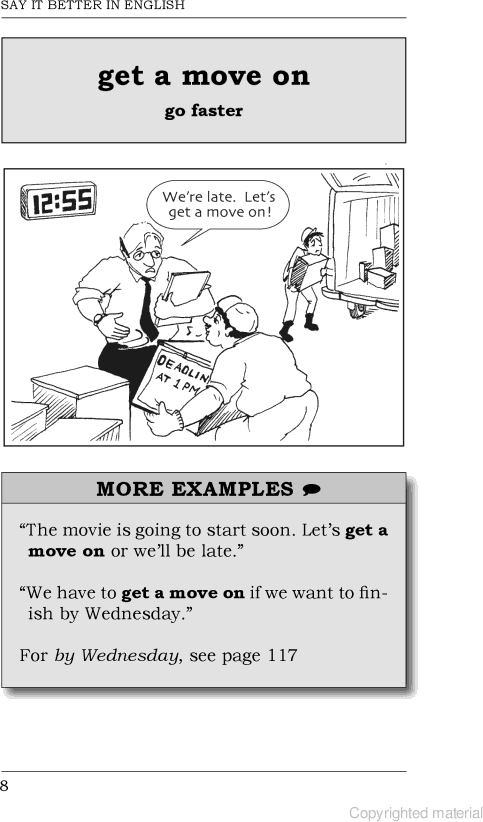 SAY IT BETTER IN ENGLISH
get a move on
go faster
12:55
We're late. Let's
get a move on!
DEADLIN
AT 1 PM
MORE EXAMPLES
“The movie is going to start soon. Let’s get a
move on or we’ll be late.”
“We have to get a move on if we want to fin-
ish by Wednesday.”
For by Wednesday, see page 117
8
Copyrighted material